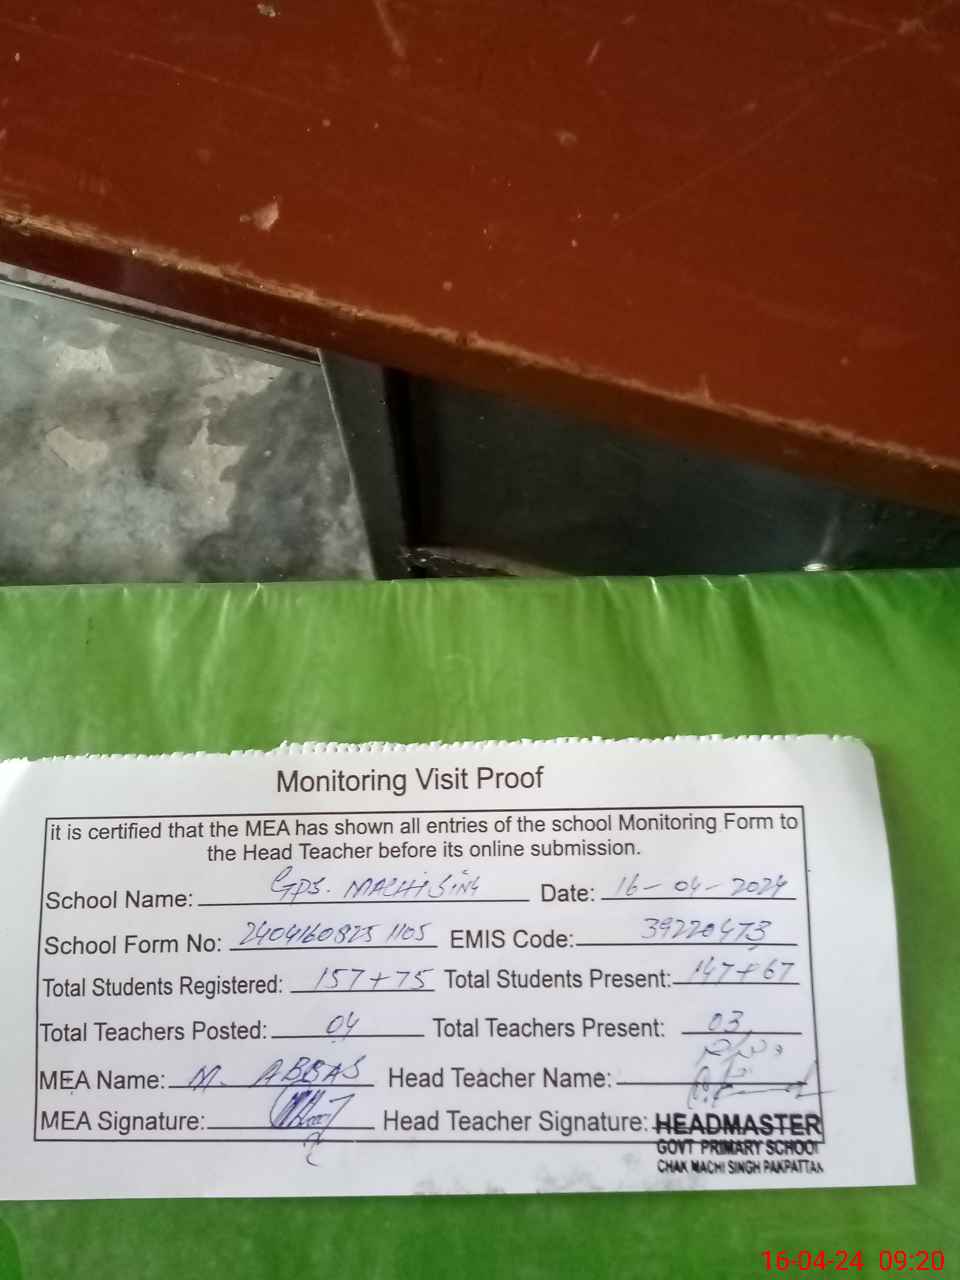 Monitoring Visit Proof
it is certified that the MEA has shown all entries of the school Monitoring Form to
the Head Teacher before its online submission.
School Name: GPS. MACHi SiNG Date: 16-04-2024
School Form No: 2404160825 1105 EMIS Code: 39220473
Total Students Registered: 157+75 Total Students Present: 147+67
Total Teachers Posted: 04 Total Teachers Present: 03
MEA Name: M. ABBAS Head Teacher Name:
MEA Signature: Head Teacher Signature: HEADMASTER
GOVT PRIMARY SCHOOL
CHAK MACHI SINGH PAKPATTAN
16-04-24 09:20